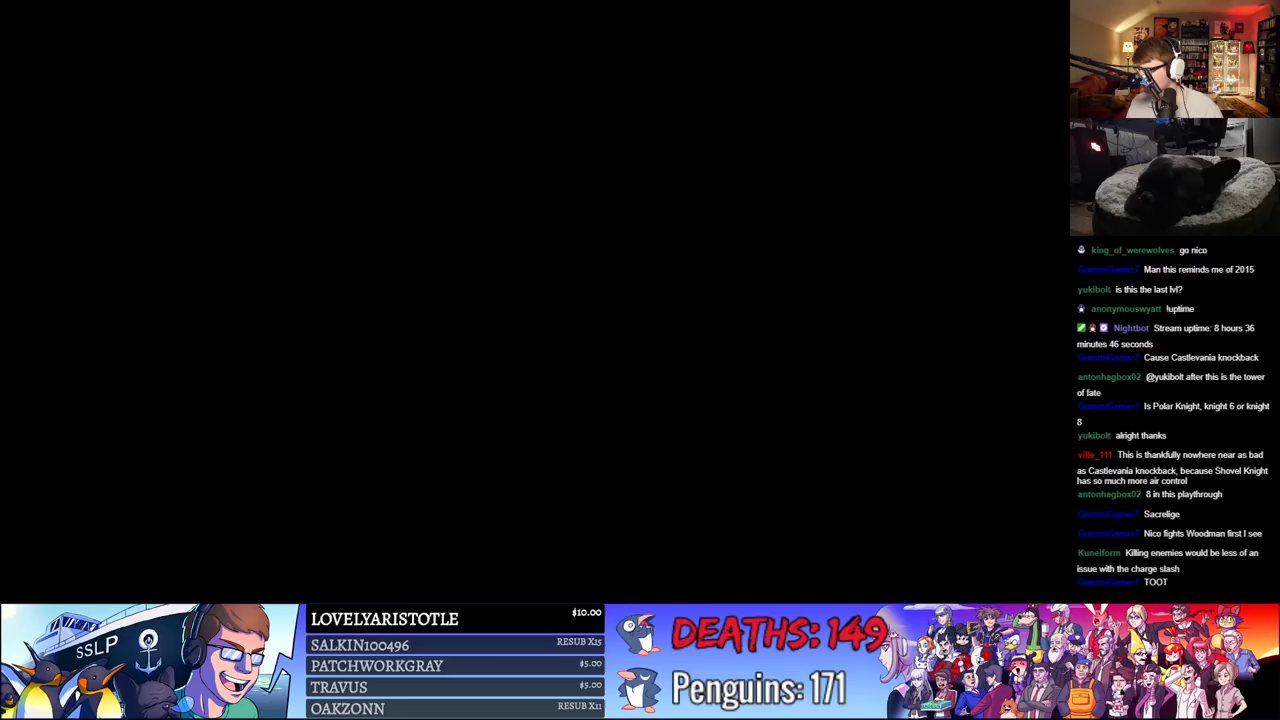 king_of_werewolves go nico
GummiGames7 Man this reminds me of 2015
yukibolt is this the last lvl?
anonymouswyatt !uptime
Nightbot Stream uptime: 8 hours 36
minutes 46 seconds
Cause Castlevania knockback
antonhagbox02 @yukibolt after this is the tower
of fate
Is Polar Knight, knight 6 or knight
8
yukibolt alright thanks
ville_111 This is thankfully nowhere near as bad
as Castlevania knockback, because Shovel Knight
has so much more air control
antonhagbox02 8 in this playthrough
Sacrelige
Nico fights Woodman first I see
Kuneiform Killing enemies would be less of an
issue with the charge slash
TOOT
SSLP
LOVELYARISTOTLE $10.00
SALKIN100496 RESUB X15
PATCHWORKGRAY $5.00
TRAVUS $5.00
OAKZONN RESUB X11
DEATHS: 149
Penguins: 171